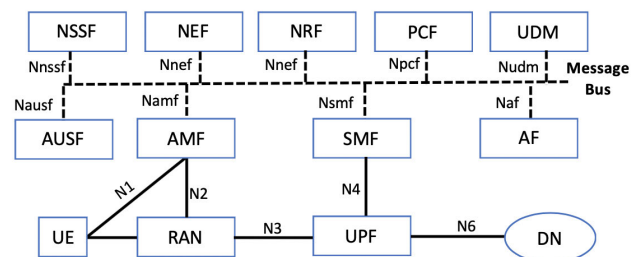 NSSF NEF NRF PCF UDM
Nnssf Nnef Nnef Npcf Nudm
Message
Bus
Nausf Namf Nsmf Naf
AUSF AMF SMF AF
N1 N2 N4
UE RAN N3 UPF N6 DN